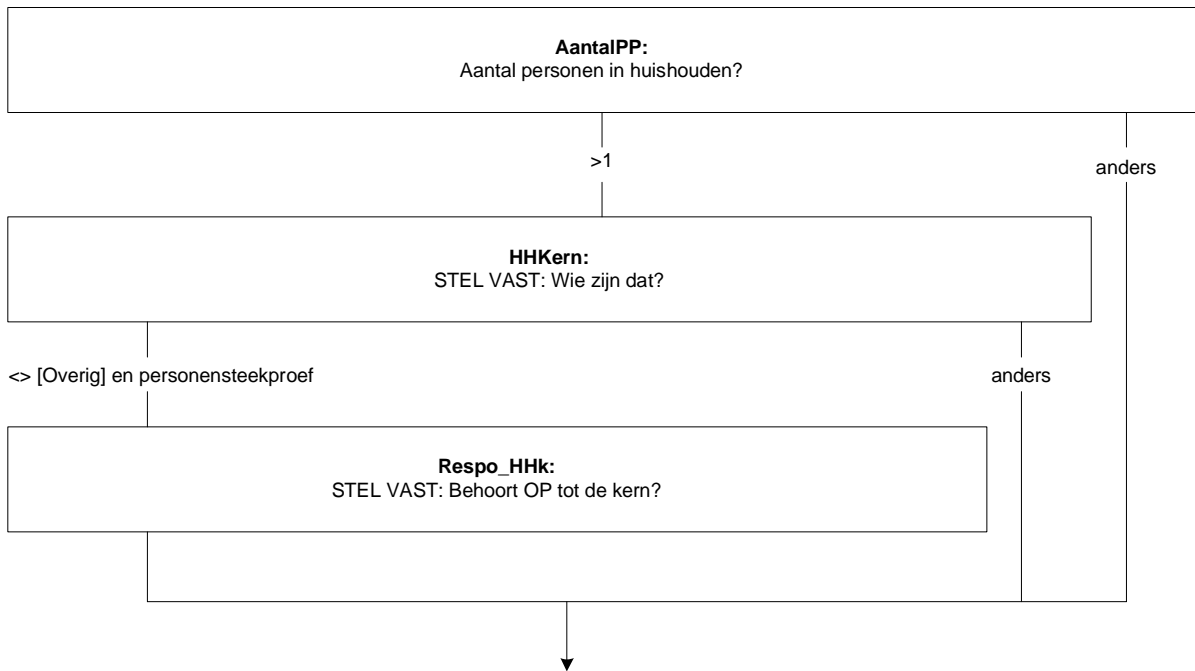 AantalPP:
Aantal personen in huishouden?
>1
anders
HHKern:
STEL VAST: Wie zijn dat?
<> [Overig] en personensteekproef
anders
Respo_HHk:
STEL VAST: Behoort OP tot de kern?